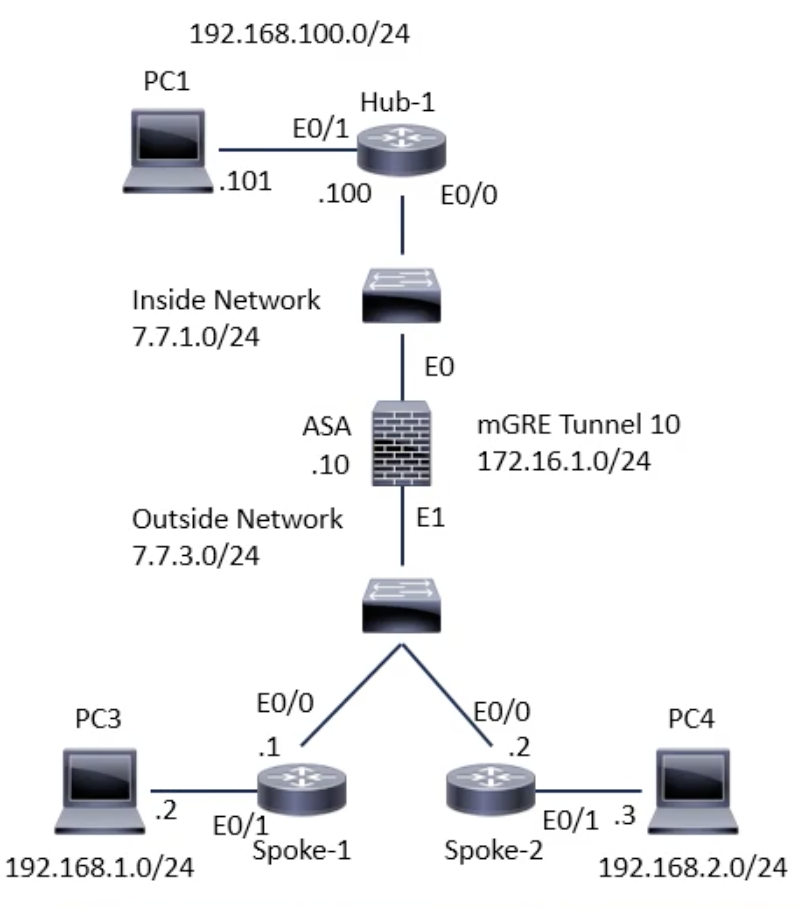 192.168.100.0/24
PC1
Hub-1
E0/1
.101
.100
E0/0
Inside Network
7.7.1.0/24
E0
ASA
.10
mGRE Tunnel 10
172.16.1.0/24
Outside Network
7.7.3.0/24
E1
E0/0
E0/0
PC3
PC4
.1
.2
.2
E0/1
E0/1
.3
Spoke-1
Spoke-2
192.168.1.0/24
192.168.2.0/24